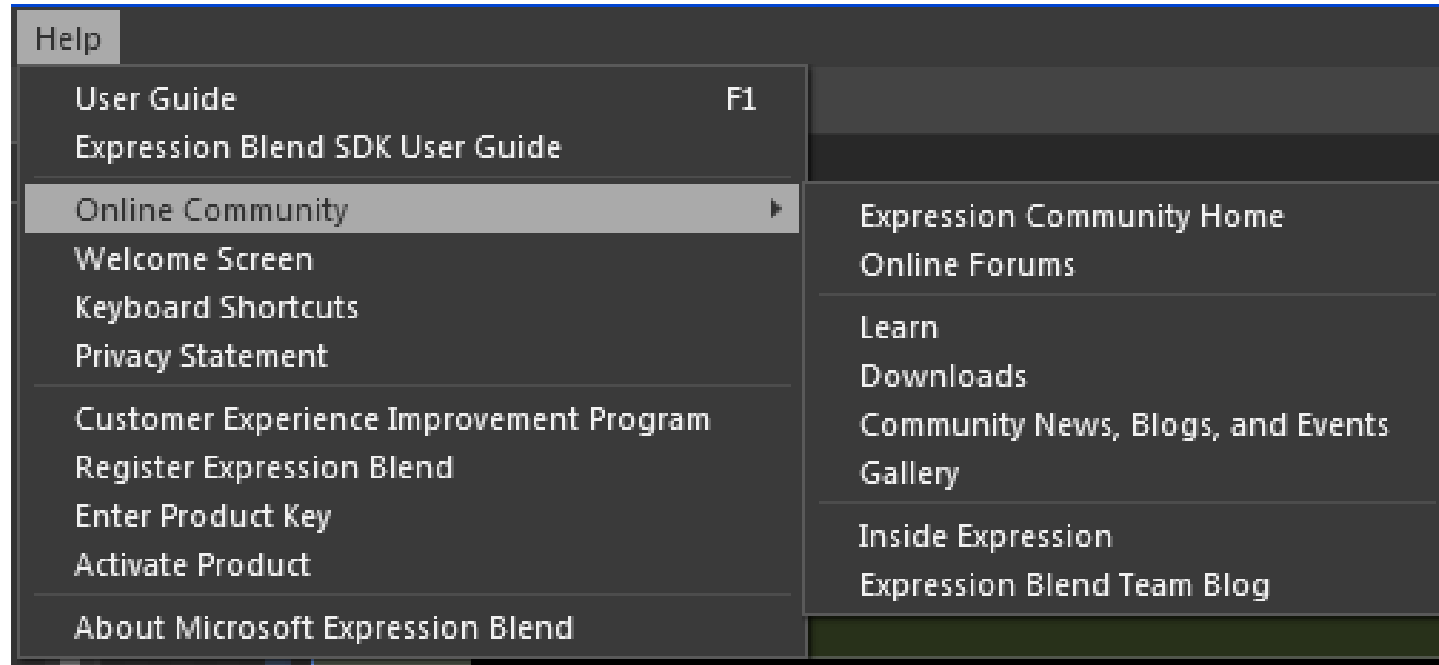 Help
User Guide F1
Expression Blend SDK User Guide
Online Community
Welcome Screen
Keyboard Shortcuts
Privacy Statement
Customer Experience Improvement Program
Register Expression Blend
Enter Product Key
Activate Product
About Microsoft Expression Blend
Expression Community Home
Online Forums
Learn
Downloads
Community News, Blogs, and Events
Gallery
Inside Expression
Expression Blend Team Blog